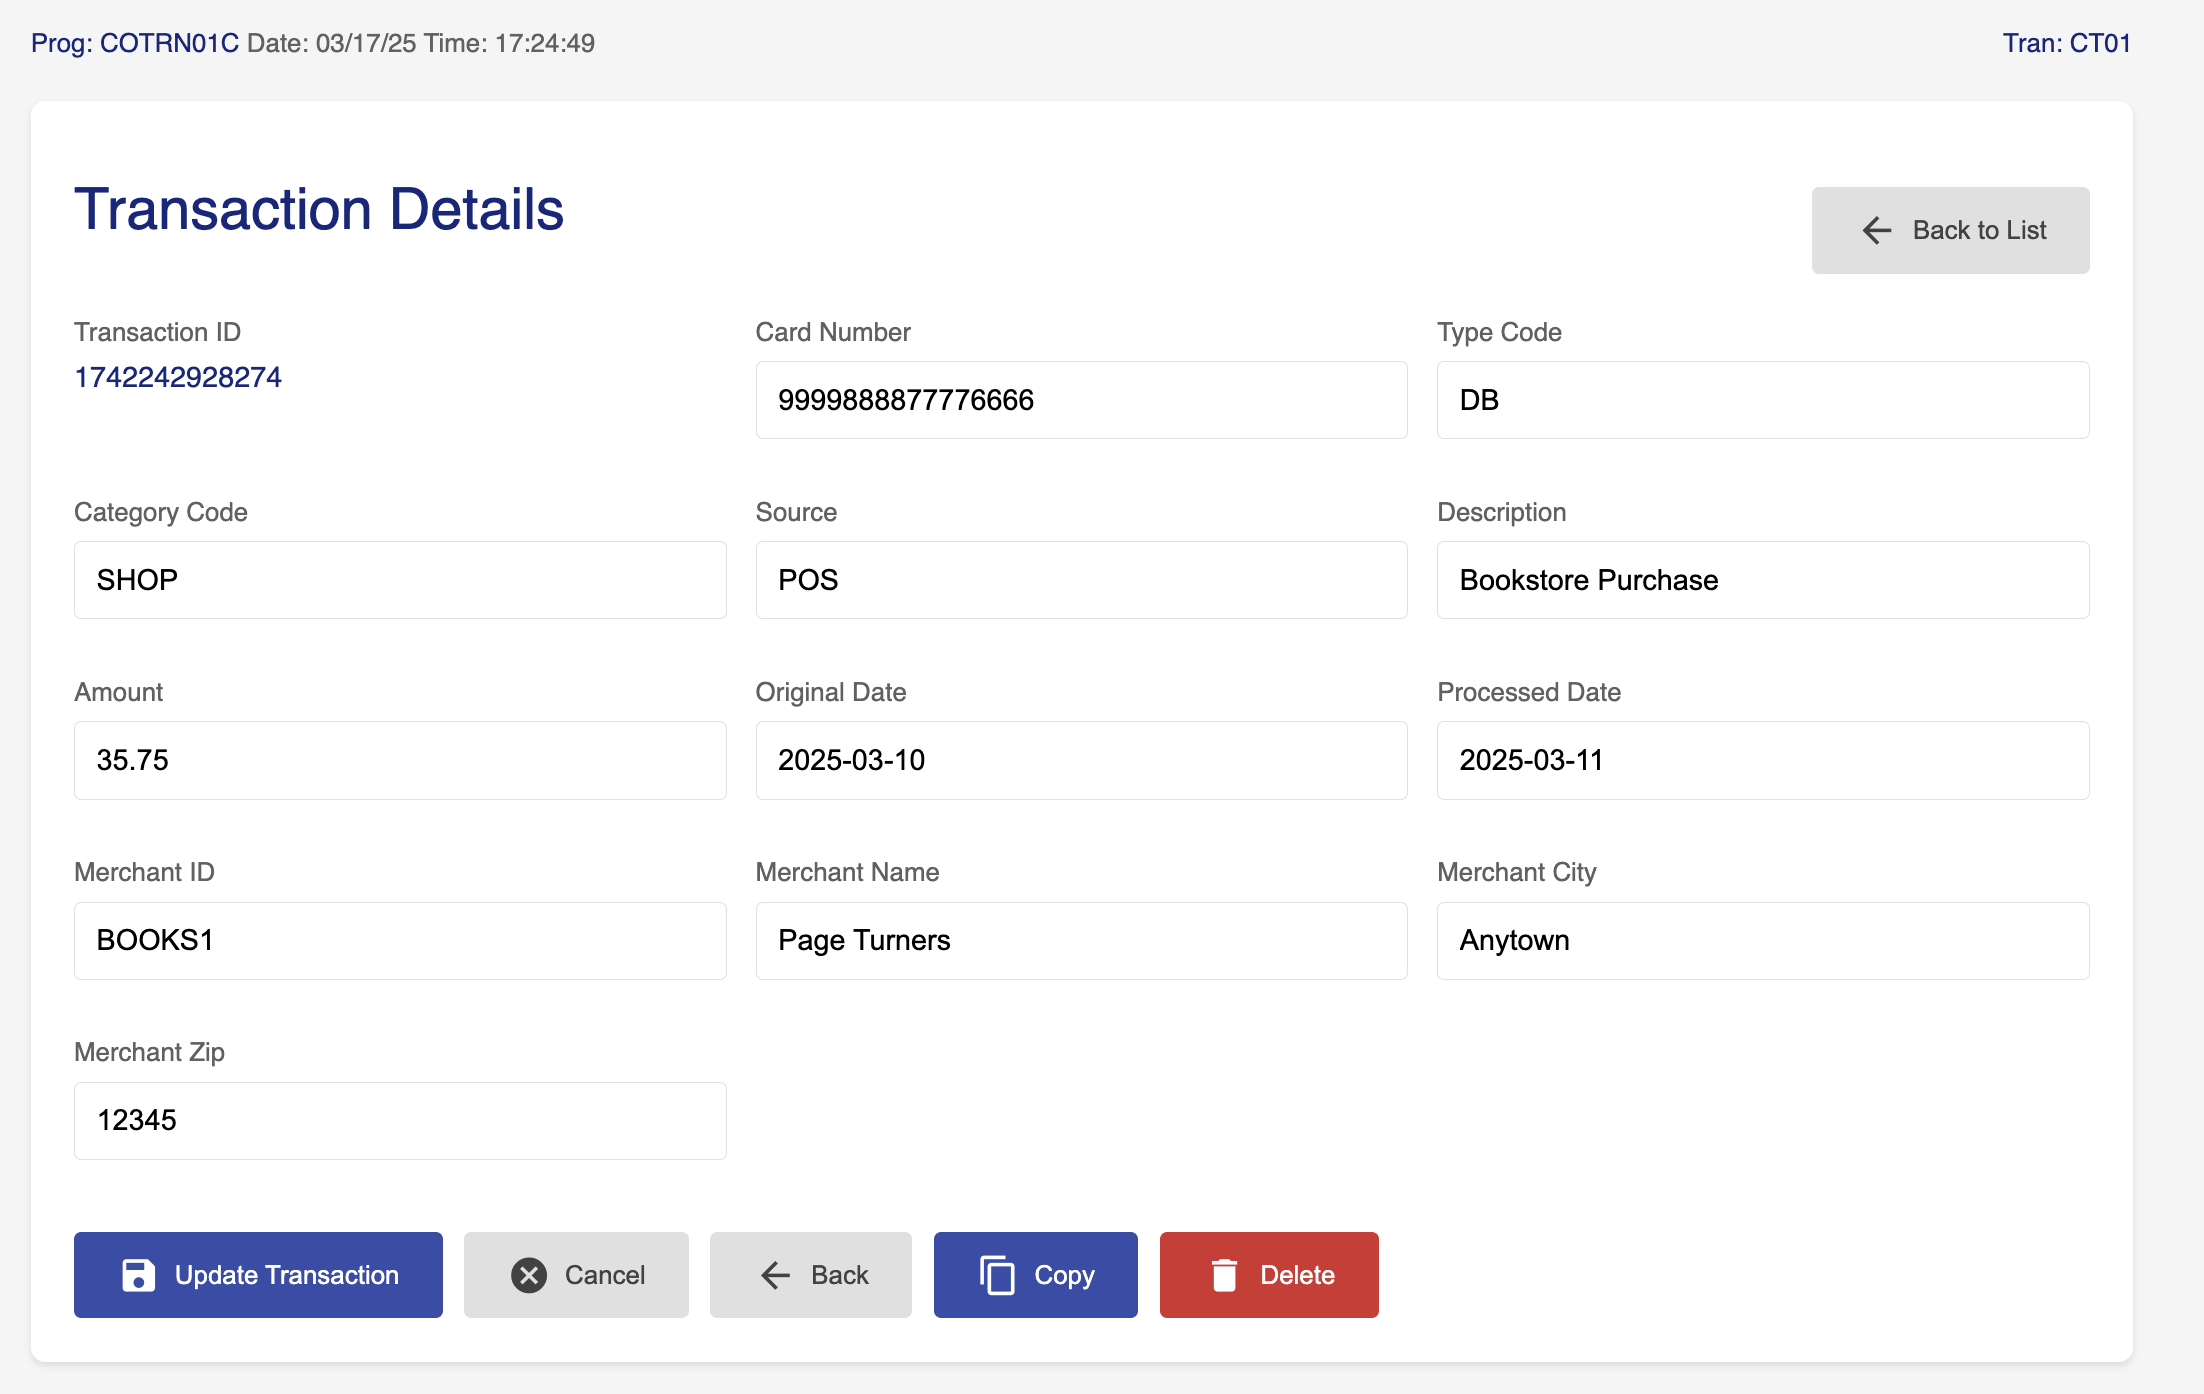 Prog: COTRN01C Date: 03/17/25 Time: 17:24:49 Tran: CT01
Transaction Details
Back to List
Transaction ID Card Number Type Code
1742242928274 9999888877776666 DB
Category Code Source Description
SHOP POS Bookstore Purchase
Amount Original Date Processed Date
35.75 2025-03-10 2025-03-11
Merchant ID Merchant Name Merchant City
BOOKS1 Page Turners Anytown
Merchant Zip
12345
Update Transaction Cancel Back Copy Delete